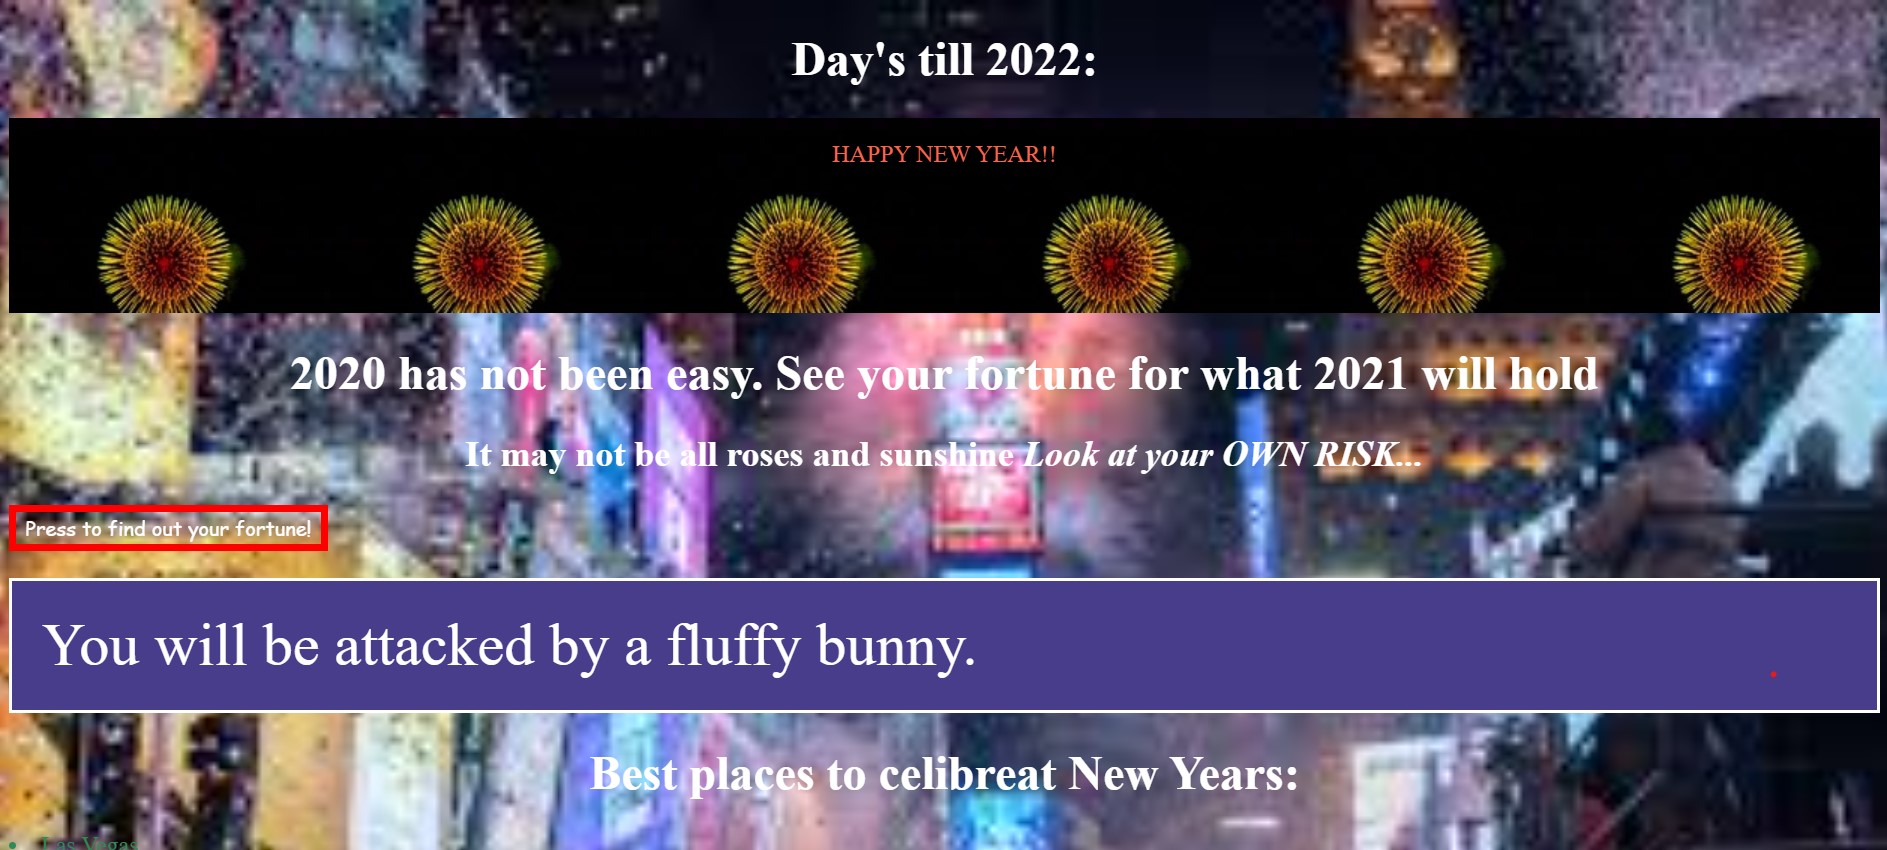 Day's till 2022:
HAPPY NEW YEAR!!
2020 has not been easy. See your fortune for what 2021 will hold
It may not be all roses and sunshine Look at your OWN RISK...
Press to find out your fortune!
You will be attacked by a fluffy bunny.
Best places to celibreat New Years:
• Las Vegas